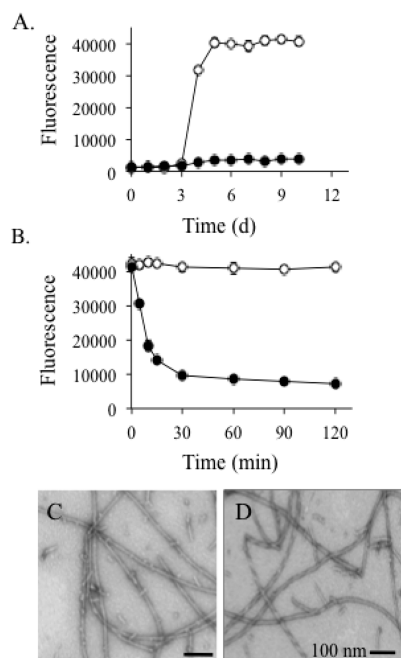 A.
Fluorescence
40000
30000
20000
10000
0
0 3 6 9 12
Time (d)
B.
Fluorescence
40000
30000
20000
10000
0
0 30 60 90 120
Time (min)
C
D
100 nm